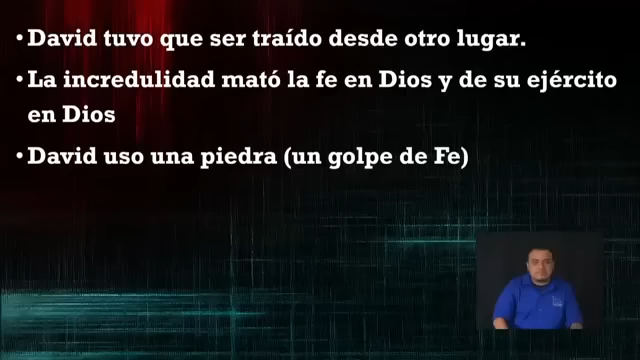 • David tuvo que ser traído desde otro lugar.
• La incredulidad mató la fe en Dios y de su ejército
en Dios
• David uso una piedra (un golpe de Fe)